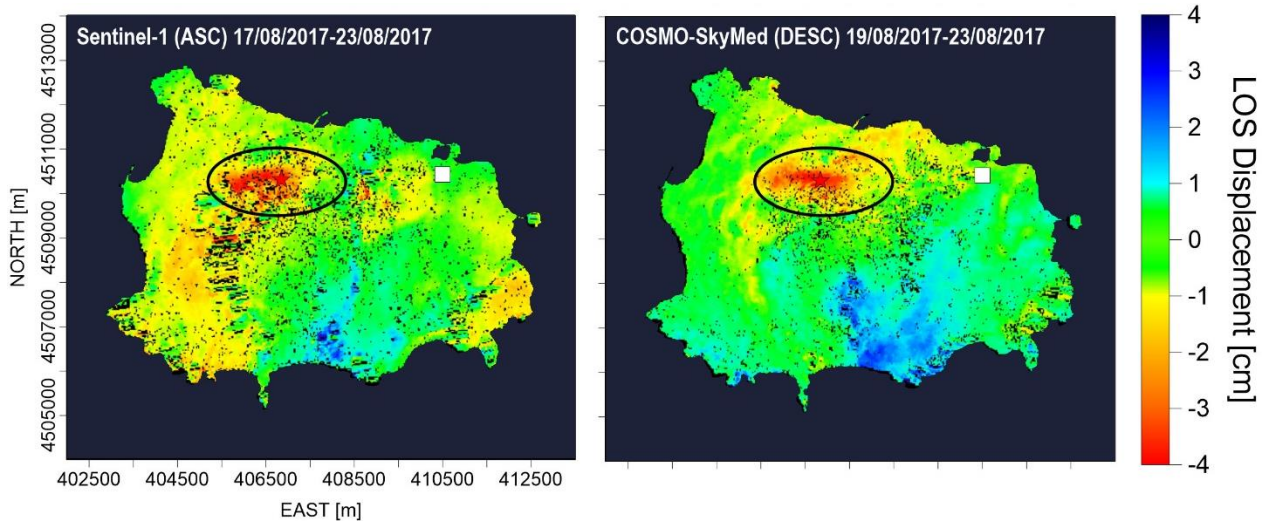 Sentinel-1 (ASC) 17/08/2017-23/08/2017
COSMO-SkyMed (DESC) 19/08/2017-23/08/2017
NORTH [m]
4513000
4511000
4509000
4507000
4505000
402500 404500 406500 408500 410500 412500
EAST [m]
4
3
2
1
0
-1
-2
-3
-4
LOS Displacement [cm]